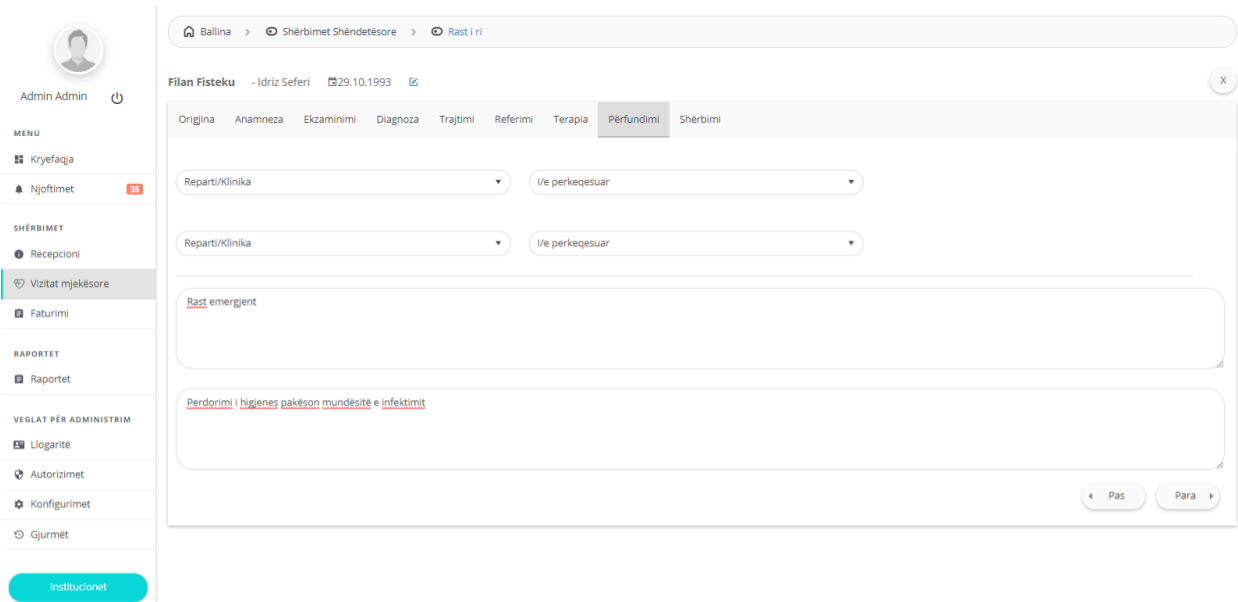 Ballina > Shërbimet Shëndetësore > Rast i ri
Admin Admin
MENU
Kryefaqja
Njoftimet 35
SHËRBIMET
Recepcioni
Vizitat mjekësore
Faturimi
RAPORTET
Raportet
VEGLAT PËR ADMINISTRIM
Llogaritë
Autorizimet
Konfigurimet
Gjurmët
Institucionet
Filan Fisteku - Idriz Seferi 29.10.1993 X
Origjina Anamneza Ekzaminimi Diagnoza Trajtimi Referimi Terapia Përfundimi Shërbimi
Reparti/Klinika I/e perkeqesuar
Reparti/Klinika I/e perkeqesuar
Rast emergjent
Perdorimi i higjenes pakëson mundësitë e infektimit
Pas Para